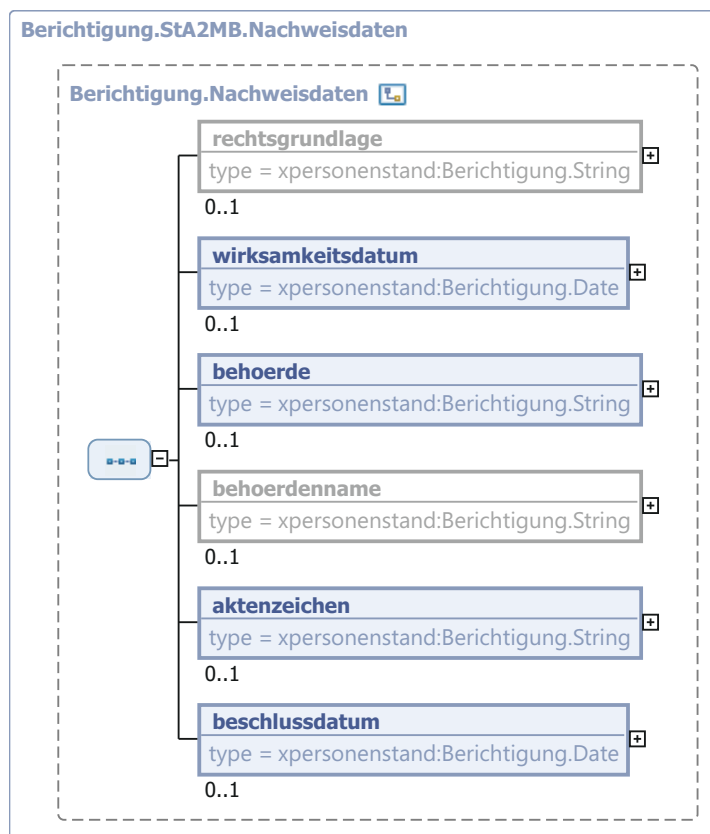 Berichtigung.StA2MB.Nachweisdaten
Berichtigung.Nachweisdaten
rechtsgrundlage
type = xpersonenstand:Berichtigung.String
0..1
wirksamkeitsdatum
type = xpersonenstand:Berichtigung.Date
0..1
behoerde
type = xpersonenstand:Berichtigung.String
0..1
behoerdenname
type = xpersonenstand:Berichtigung.String
0..1
aktenzeichen
type = xpersonenstand:Berichtigung.String
0..1
beschlussdatum
type = xpersonenstand:Berichtigung.Date
0..1